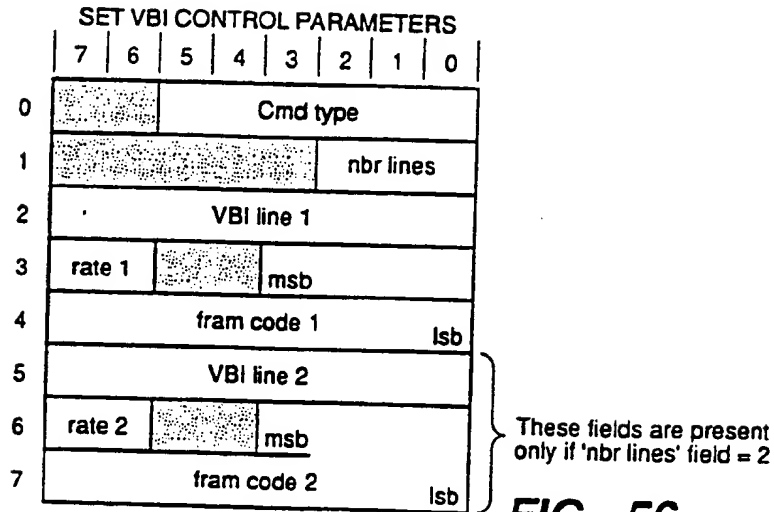 SET VBI CONTROL PARAMETERS
7 6 5 4 3 2 1 0
0 Cmd type
1 nbr lines
2 VBI line 1
3 rate 1 msb
4 fram code 1 lsb
5 VBI line 2
6 rate 2 msb
7 fram code 2 lsb
These fields are present
only if 'nbr lines' field = 2